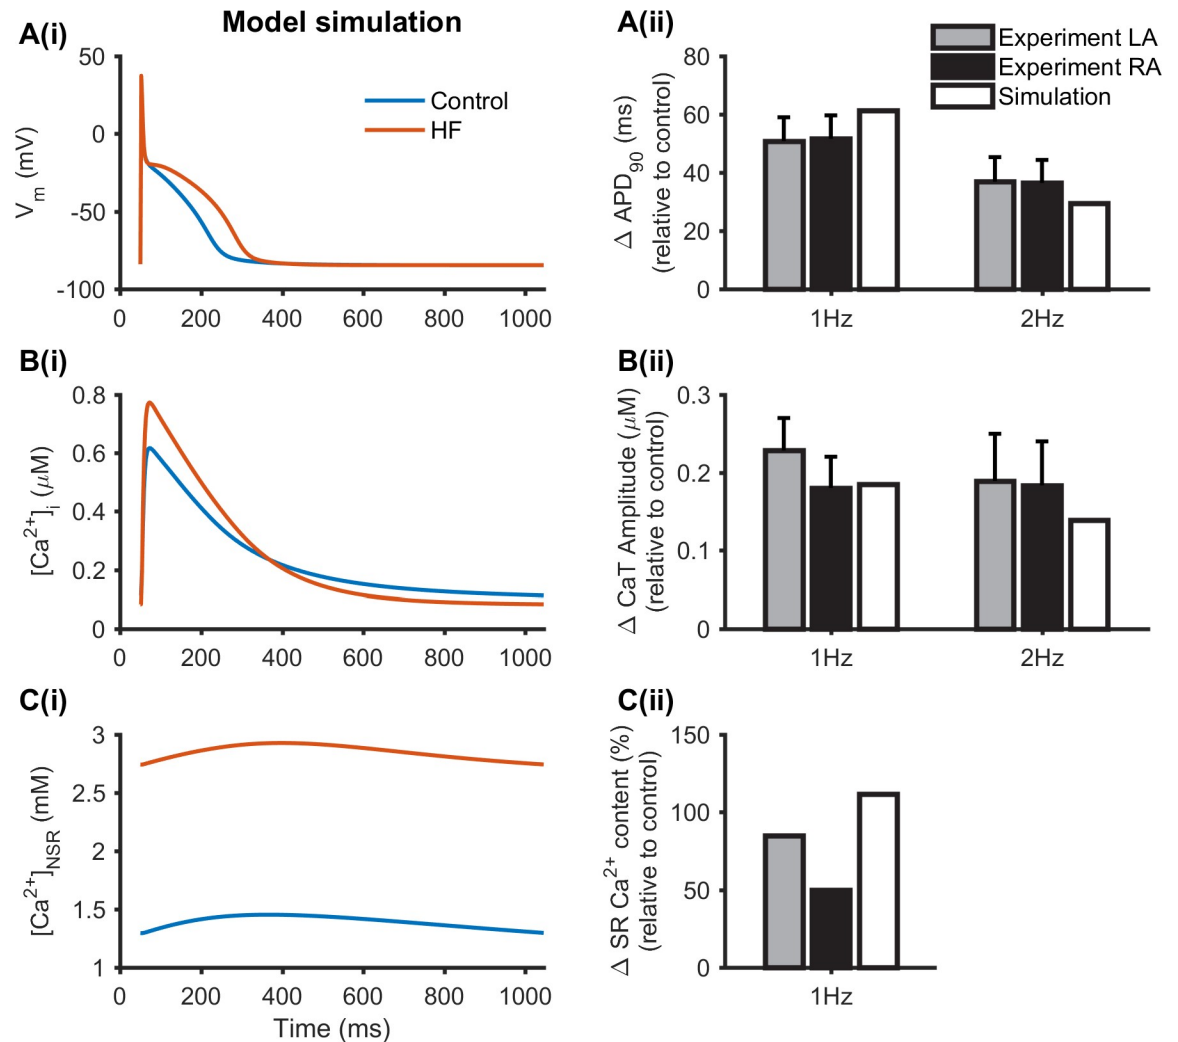 Model simulation
A(i)
50
0
-50
-100
V_m (mV)
0 200 400 600 800 1000
Control
HF
A(ii)
Experiment LA
Experiment RA
Simulation
80
60
40
20
0
Δ APD_90 (ms)
(relative to control)
1Hz 2Hz
B(i)
0.8
0.6
0.4
0.2
0
[Ca^2+]_i (μM)
0 200 400 600 800 1000
B(ii)
0.3
0.2
0.1
0
Δ CaT Amplitude (μM)
(relative to control)
1Hz 2Hz
C(i)
3
2.5
2
1.5
1
[Ca^2+]_NSR (mM)
0 200 400 600 800 1000
Time (ms)
C(ii)
150
100
50
0
Δ SR Ca^2+ content (%)
(relative to control)
1Hz